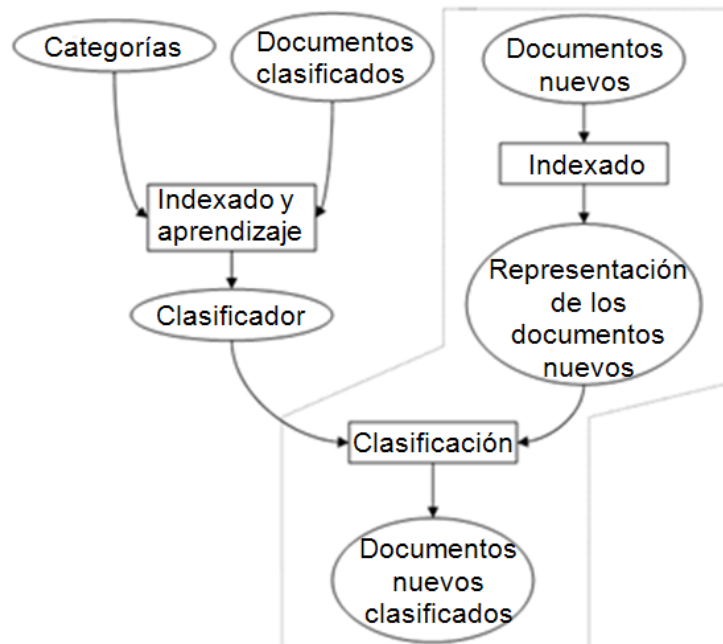 Categorías
Documentos
clasificados
Documentos
nuevos
Indexado
Indexado y
aprendizaje
Representación
de los
documentos
nuevos
Clasificador
Clasificación
Documentos
nuevos
clasificados